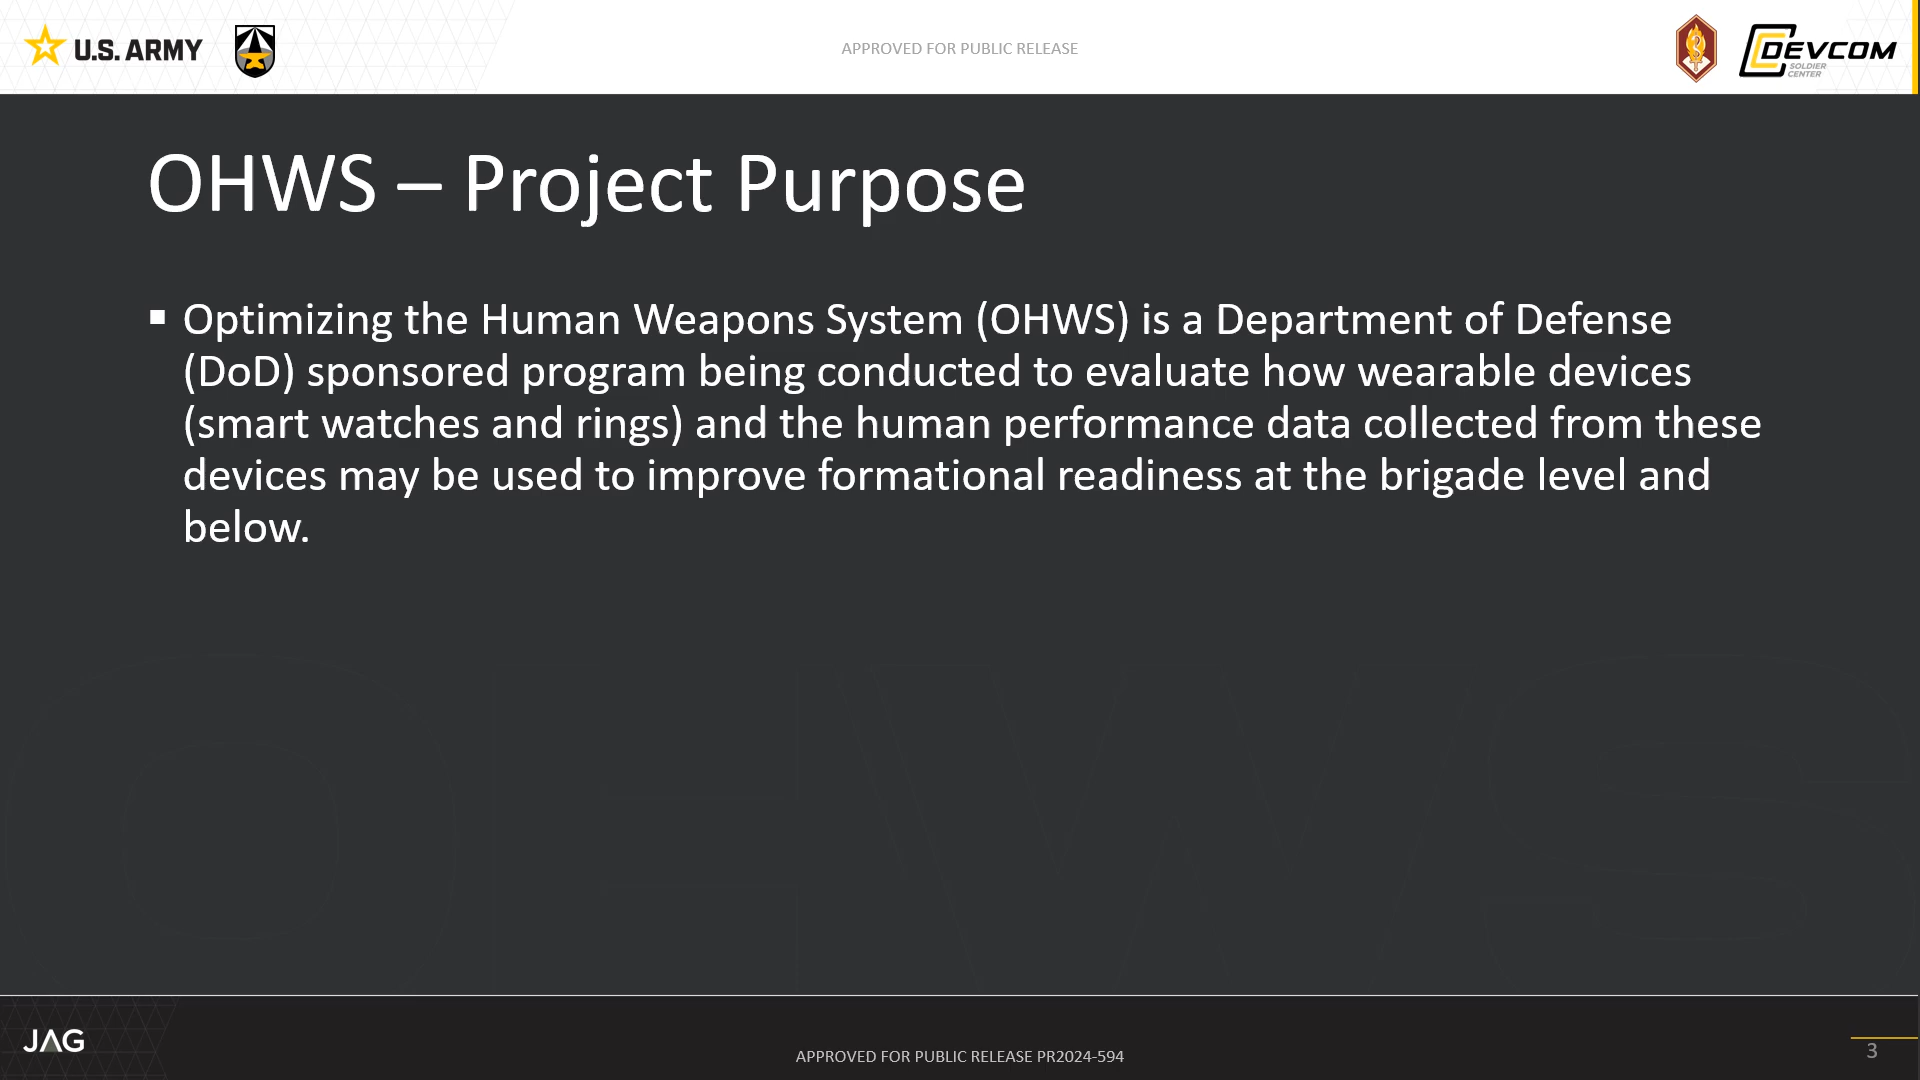 U.S. ARMY
APPROVED FOR PUBLIC RELEASE
DEVCOM
SOLDIER
CENTER
OHWS – Project Purpose
▪ Optimizing the Human Weapons System (OHWS) is a Department of Defense
(DoD) sponsored program being conducted to evaluate how wearable devices
(smart watches and rings) and the human performance data collected from these
devices may be used to improve formational readiness at the brigade level and
below.
OHWS
JAG
APPROVED FOR PUBLIC RELEASE PR2024-594
3